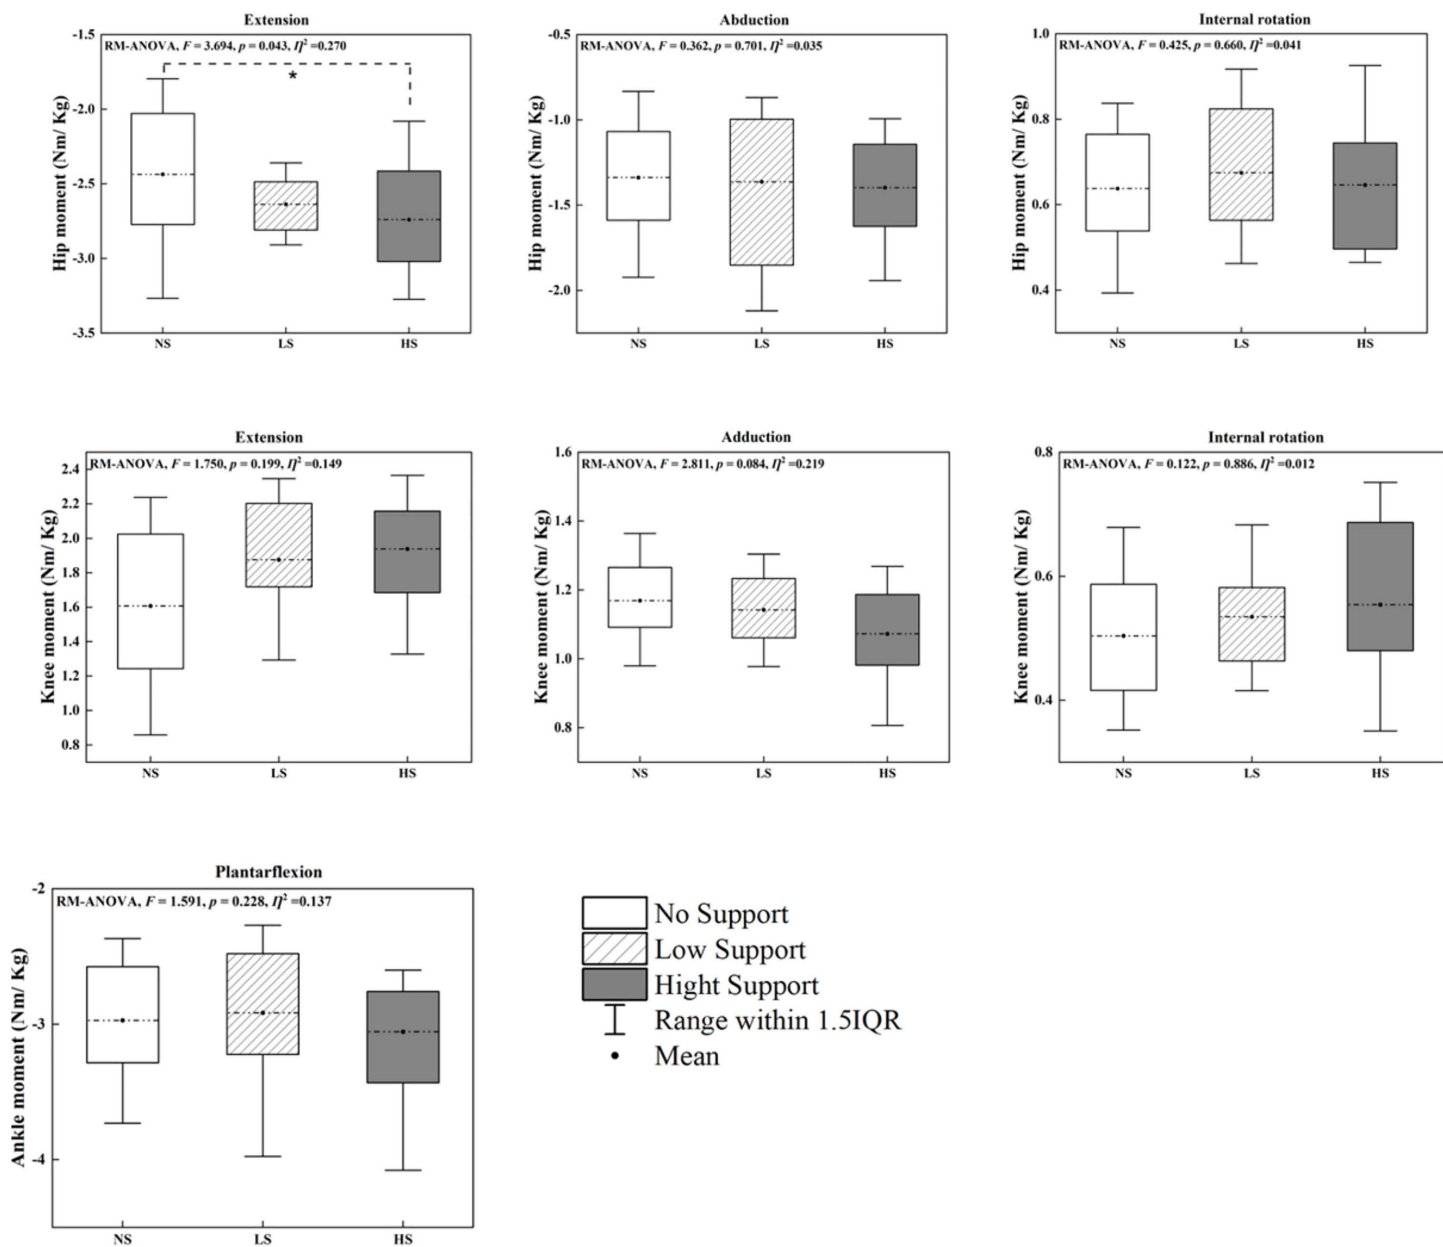 Extension
RM-ANOVA, F = 3.694, p = 0.043, η² =0.270
*
Hip moment (Nm/ Kg)
-1.5
-2.0
-2.5
-3.0
-3.5
NS LS HS
Abduction
RM-ANOVA, F = 0.362, p = 0.701, η² =0.035
Hip moment (Nm/ Kg)
-0.5
-1.0
-1.5
-2.0
NS LS HS
Internal rotation
RM-ANOVA, F = 0.425, p = 0.660, η² =0.041
Hip moment (Nm/ Kg)
1.0
0.8
0.6
0.4
NS LS HS
Extension
RM-ANOVA, F = 1.750, p = 0.199, η² =0.149
Knee moment (Nm/ Kg)
2.4
2.2
2.0
1.8
1.6
1.4
1.2
1.0
0.8
NS LS HS
Adduction
RM-ANOVA, F = 2.811, p = 0.084, η² =0.219
Knee moment (Nm/ Kg)
1.6
1.4
1.2
1.0
0.8
NS LS HS
Internal rotation
RM-ANOVA, F = 0.122, p = 0.886, η² =0.012
Knee moment (Nm/ Kg)
0.8
0.6
0.4
NS LS HS
Plantarflexion
RM-ANOVA, F = 1.591, p = 0.228, η² =0.137
Ankle moment (Nm/ Kg)
-2
-3
-4
NS LS HS
No Support
Low Support
Hight Support
Range within 1.5IQR
Mean